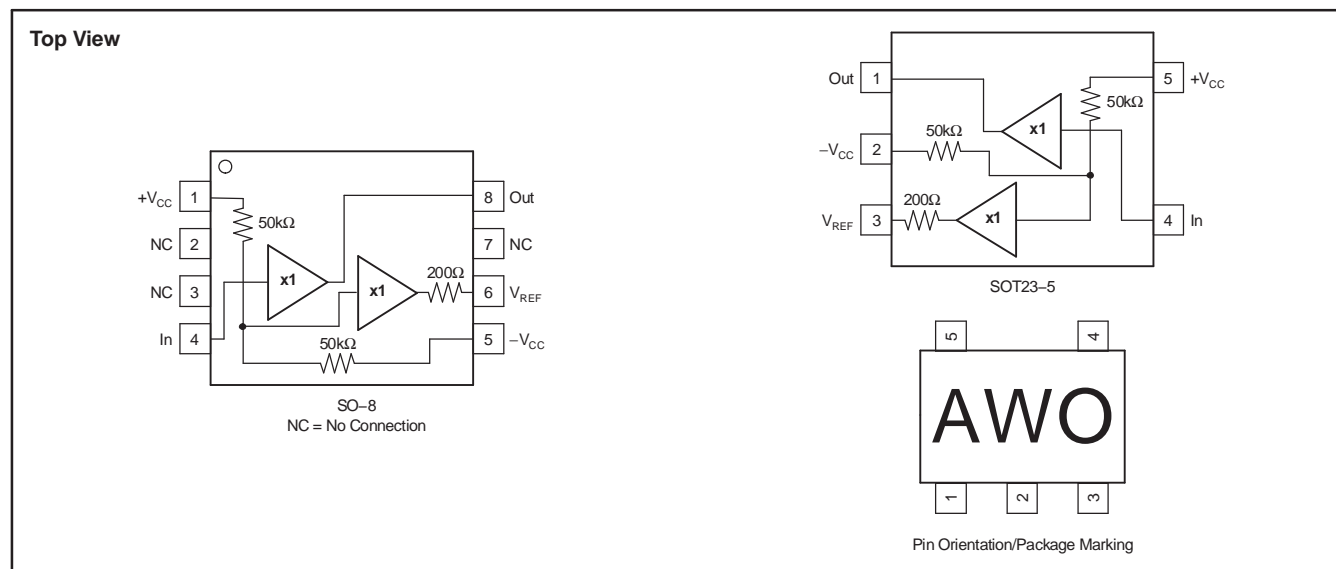 Top View
+VCC 1
50kΩ
8 Out
NC 2
7 NC
x1
x1
200Ω
NC 3
6 VREF
In 4
50kΩ
5 –VCC
SO–8
NC = No Connection
Out 1
5 +VCC
50kΩ
x1
50kΩ
–VCC 2
200Ω
VREF 3
x1
4 In
SOT23–5
5
4
AWO
1
2
3
Pin Orientation/Package Marking